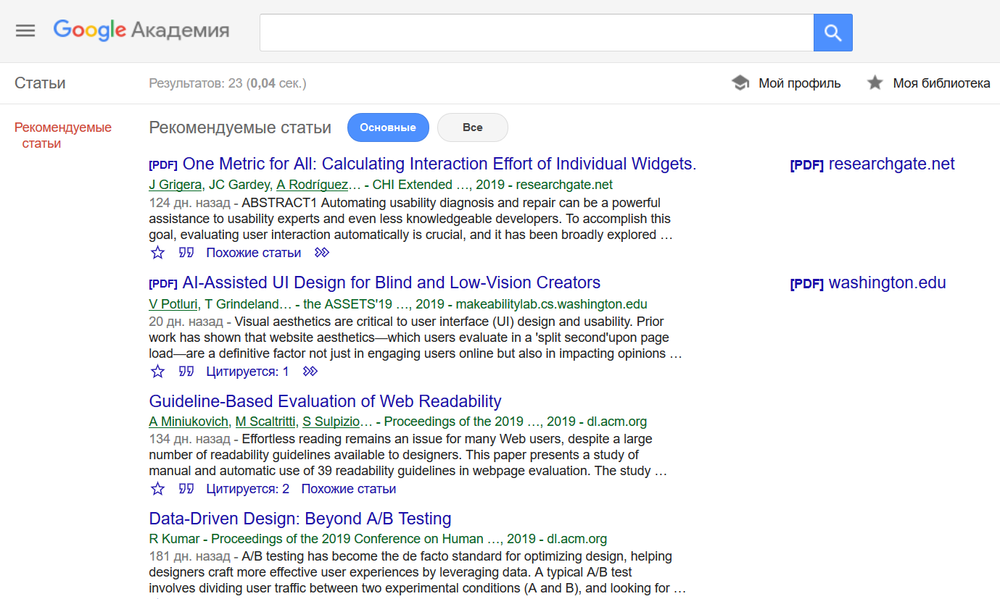 Google Академия
Статьи
Результатов: 23 (0,04 сек.)
Мой профиль
Моя библиотека
Рекомендуемые
статьи
Рекомендуемые статьи
Основные
Все
[PDF] One Metric for All: Calculating Interaction Effort of Individual Widgets.
[PDF] researchgate.net
J Grigera, JC Gardey, A Rodríguez… - CHI Extended …, 2019 - researchgate.net
124 дн. назад - ABSTRACT1 Automating usability diagnosis and repair can be a powerful
assistance to usability experts and even less knowledgeable developers. To accomplish this
goal, evaluating user interaction automatically is crucial, and it has been broadly explored …
Похожие статьи
[PDF] AI-Assisted UI Design for Blind and Low-Vision Creators
[PDF] washington.edu
V Potluri, T Grindeland… - the ASSETS'19 …, 2019 - makeabilitylab.cs.washington.edu
20 дн. назад - Visual aesthetics are critical to user interface (UI) design and usability. Prior
work has shown that website aesthetics—which users evaluate in a 'split second'upon page
load—are a definitive factor not just in engaging users online but also in impacting opinions …
Цитируется: 1
Guideline-Based Evaluation of Web Readability
A Miniukovich, M Scaltritti, S Sulpizio… - Proceedings of the 2019 …, 2019 - dl.acm.org
134 дн. назад - Effortless reading remains an issue for many Web users, despite a large
number of readability guidelines available to designers. This paper presents a study of
manual and automatic use of 39 readability guidelines in webpage evaluation. The study …
Цитируется: 2 Похожие статьи
Data-Driven Design: Beyond A/B Testing
R Kumar - Proceedings of the 2019 Conference on Human …, 2019 - dl.acm.org
181 дн. назад - A/B testing has become the de facto standard for optimizing design, helping
designers craft more effective user experiences by leveraging data. A typical A/B test
involves dividing user traffic between two experimental conditions (A and B), and looking for …